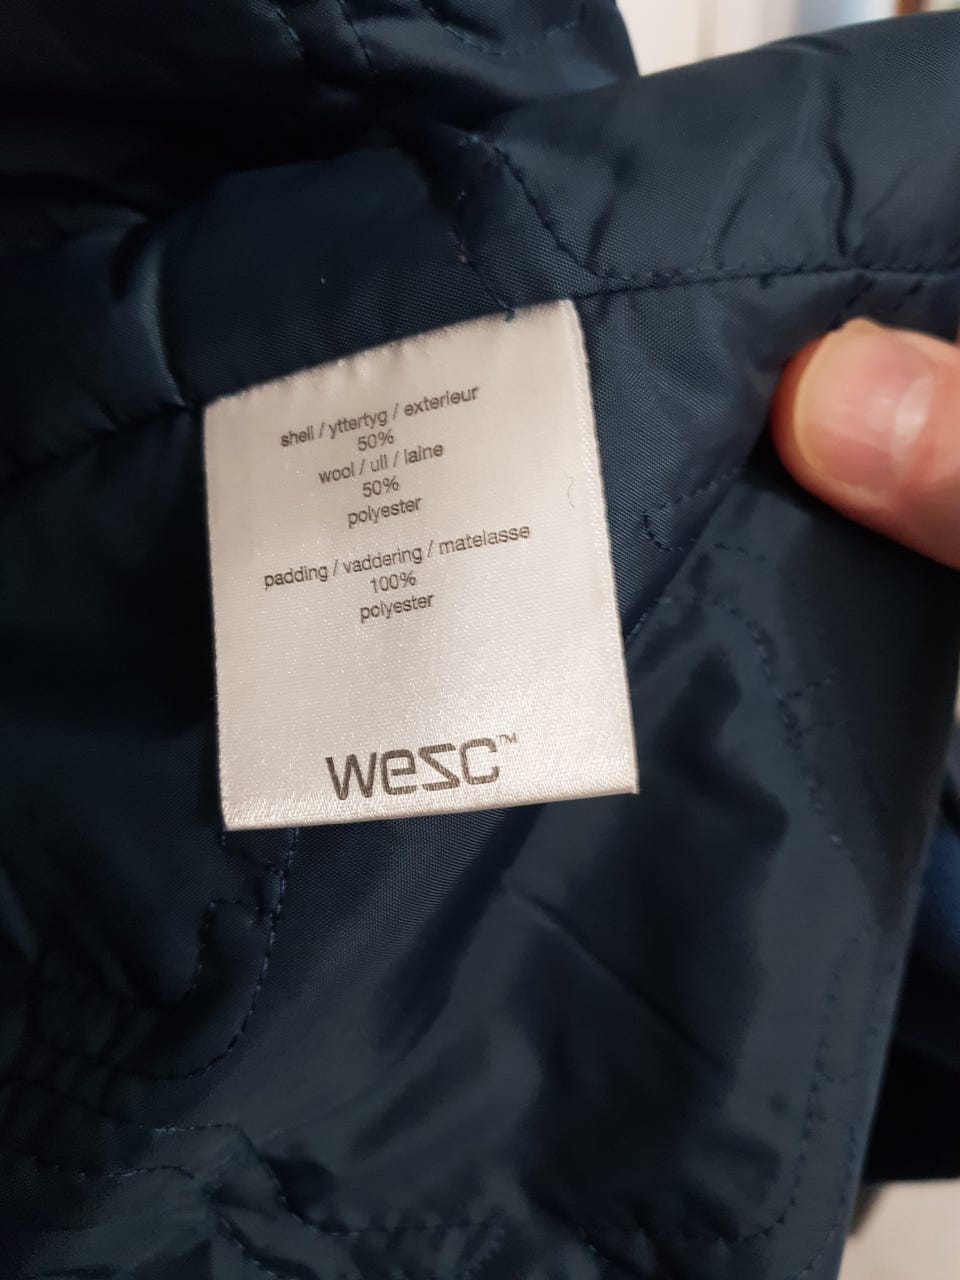 shell / yttertyg / exterieur
50%
wool / ull / laine
50%
polyester
padding / vaddering / matelasse
100%
polyester
wesc™